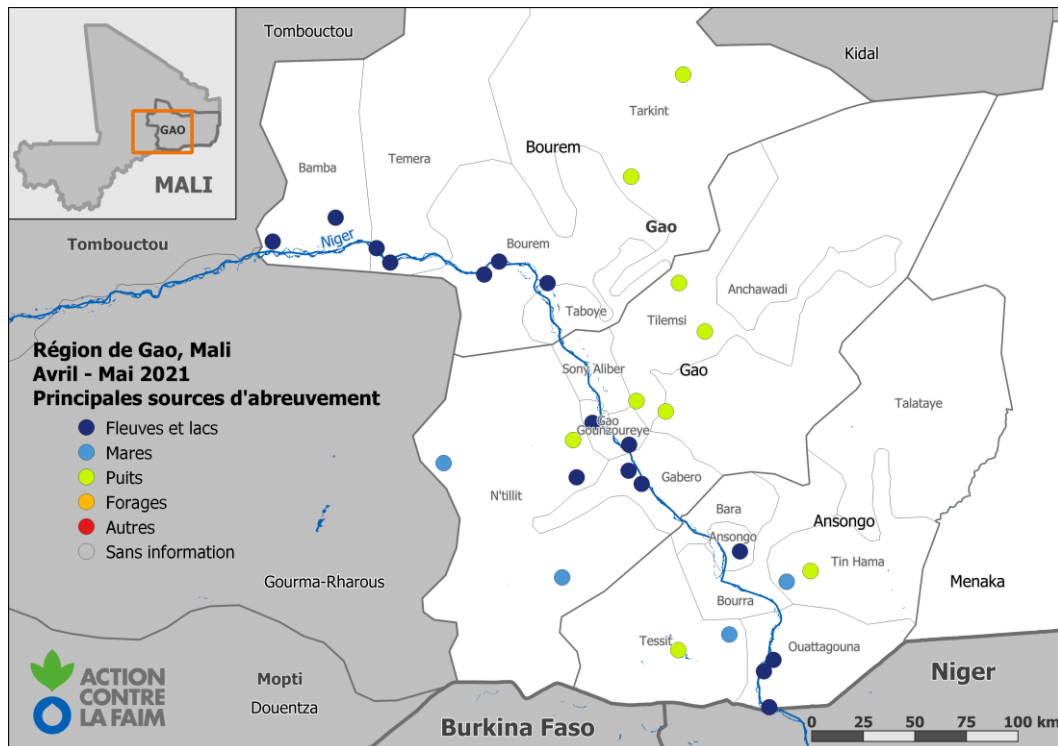 Tombouctou
Kidal
GAO
MALI
Tarkint
Bourem
Bamba
Temera
Tombouctou
Niger
Bourem
Gao
Anchawadi
Taboye
Tilemsi
Région de Gao, Mali
Avril - Mai 2021
Principales sources d'abreuvement
Fleuves et lacs
Mares
Puits
Forages
Autres
Sans information
Sony Aliber
Gao
Talataye
Gao
Gounzoureye
N'tillit
Gabero
Bara
Ansongo
Ansongo
Tin Hama
Gourma-Rharous
Menaka
Bourra
Tessit
Ouattagouna
ACTION
CONTRE
LA FAIM
Mopti
Douentza
Niger
Burkina Faso
0 25 50 75 100 km